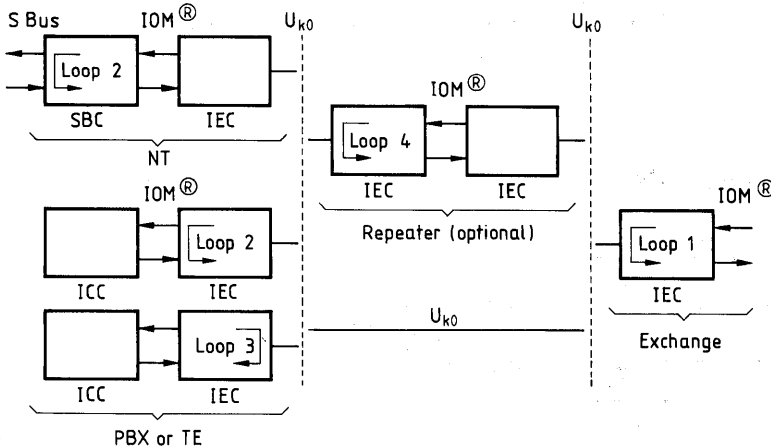 S Bus IOM® Uk0 Uk0
Loop 2
SBC IEC
NT
IOM®
Loop 4
IEC IEC
Repeater (optional)
IOM®
Loop 2
ICC IEC
IOM®
Loop 1
IEC
Exchange
Uk0
Loop 3
ICC IEC
PBX or TE